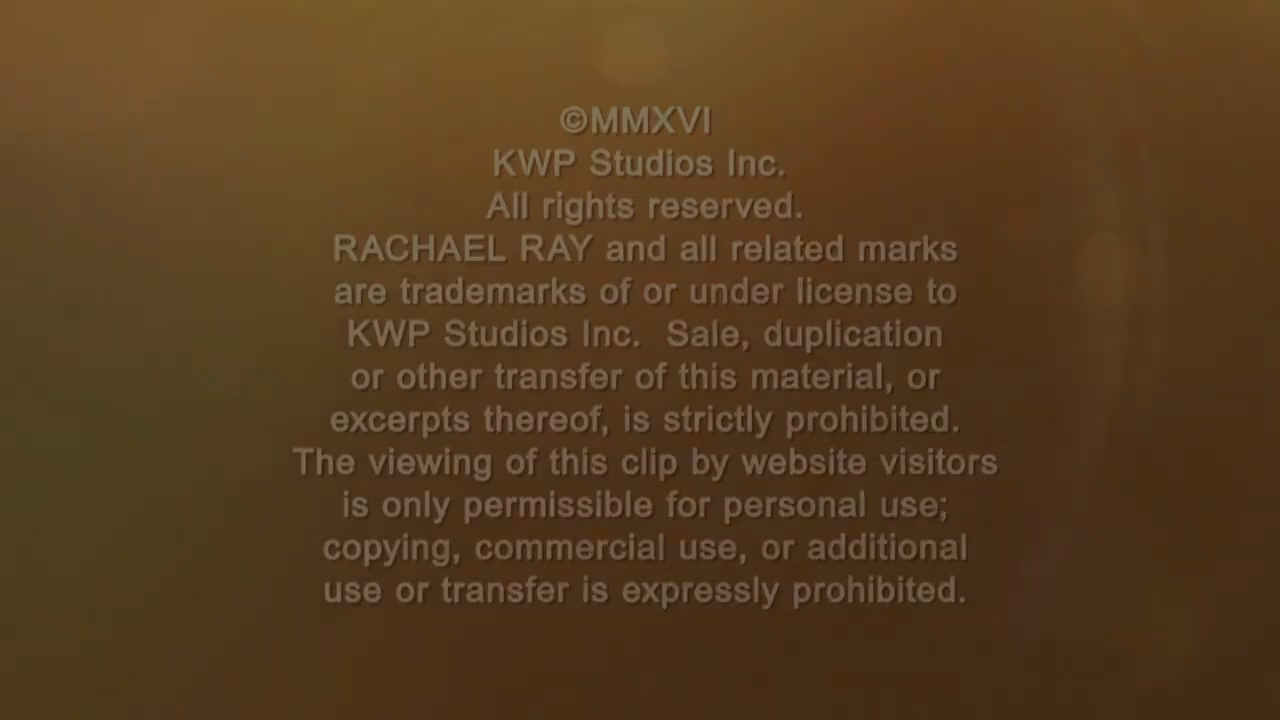 ©MMXVI
KWP Studios Inc.
All rights reserved.
RACHAEL RAY and all related marks
are trademarks of or under license to
KWP Studios Inc.  Sale, duplication
or other transfer of this material, or
excerpts thereof, is strictly prohibited.
The viewing of this clip by website visitors
is only permissible for personal use;
copying, commercial use, or additional
use or transfer is expressly prohibited.